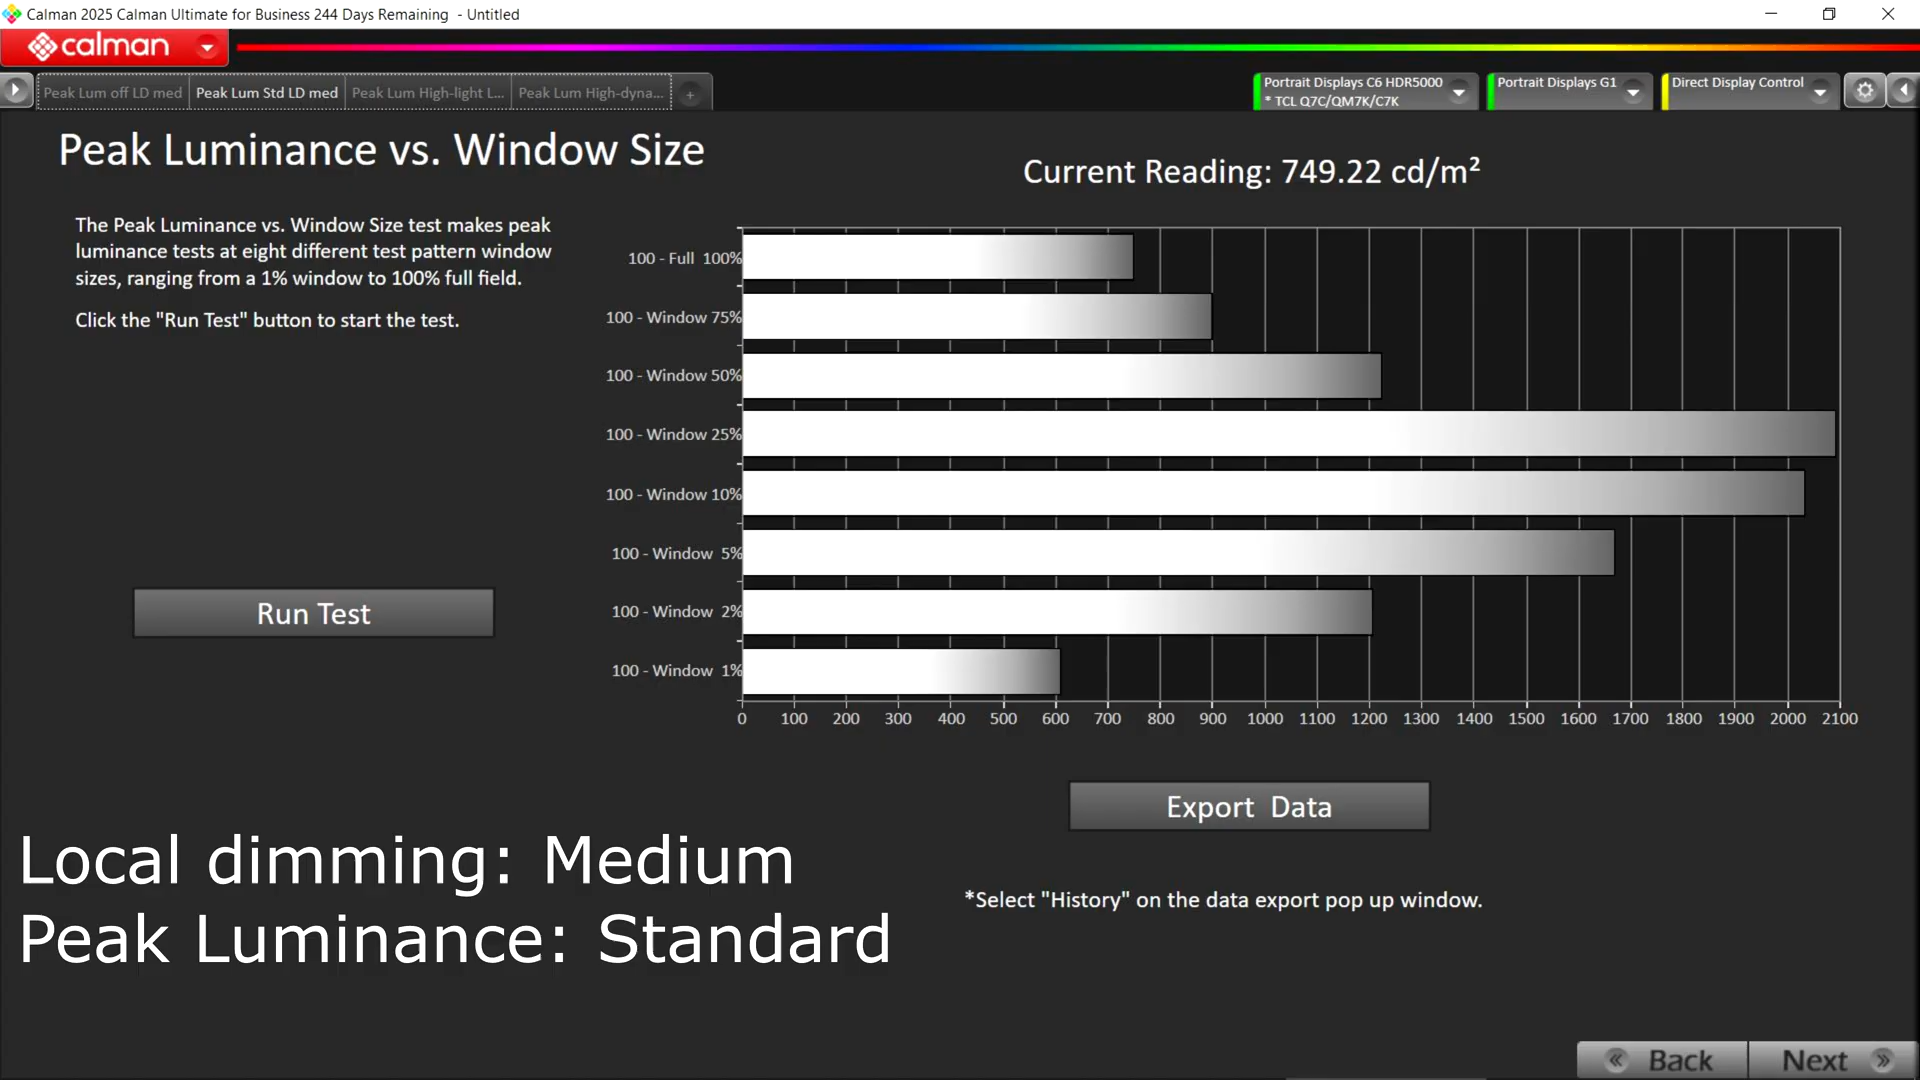 Calman 2025 Calman Ultimate for Business 244 Days Remaining - Untitled
calman
Peak Lum off LD med
Peak Lum Std LD med
Peak Lum High-light L...
Peak Lum High-dyna...
+
Portrait Displays C6 HDR5000
* TCL Q7C/QM7K/C7K
Portrait Displays G1
Direct Display Control
Peak Luminance vs. Window Size
Current Reading: 749.22 cd/m²
The Peak Luminance vs. Window Size test makes peak
luminance tests at eight different test pattern window
sizes, ranging from a 1% window to 100% full field.
Click the "Run Test" button to start the test.
Run Test
100 - Full 100%
100 - Window 75%
100 - Window 50%
100 - Window 25%
100 - Window 10%
100 - Window 5%
100 - Window 2%
100 - Window 1%
0 100 200 300 400 500 600 700 800 900 1000 1100 1200 1300 1400 1500 1600 1700 1800 1900 2000 2100
Export Data
*Select "History" on the data export pop up window.
Local dimming: Medium
Peak Luminance: Standard
Back
Next